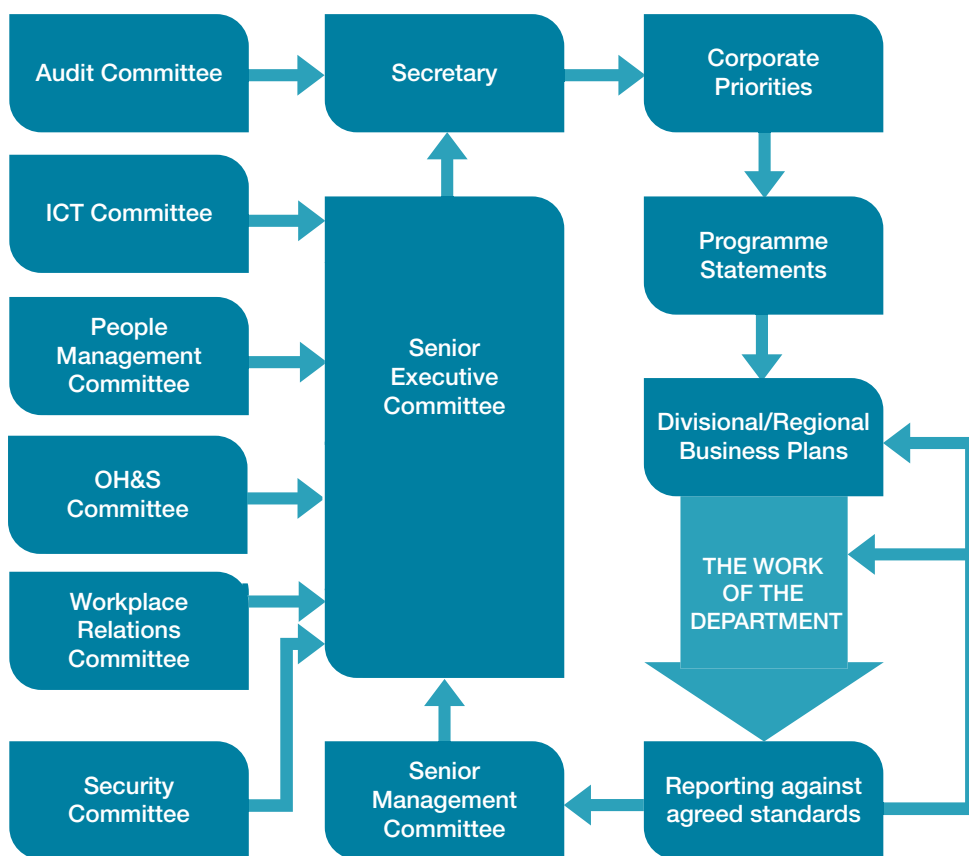 Audit Committee
Secretary
Corporate
Priorities
ICT Committee
Programme
Statements
People
Management
Committee
Senior
Executive
Committee
Divisional/Regional
Business Plans
OH&S
Committee
THE WORK
OF THE
DEPARTMENT
Workplace
Relations
Committee
Security
Committee
Senior
Management
Committee
Reporting against
agreed standards